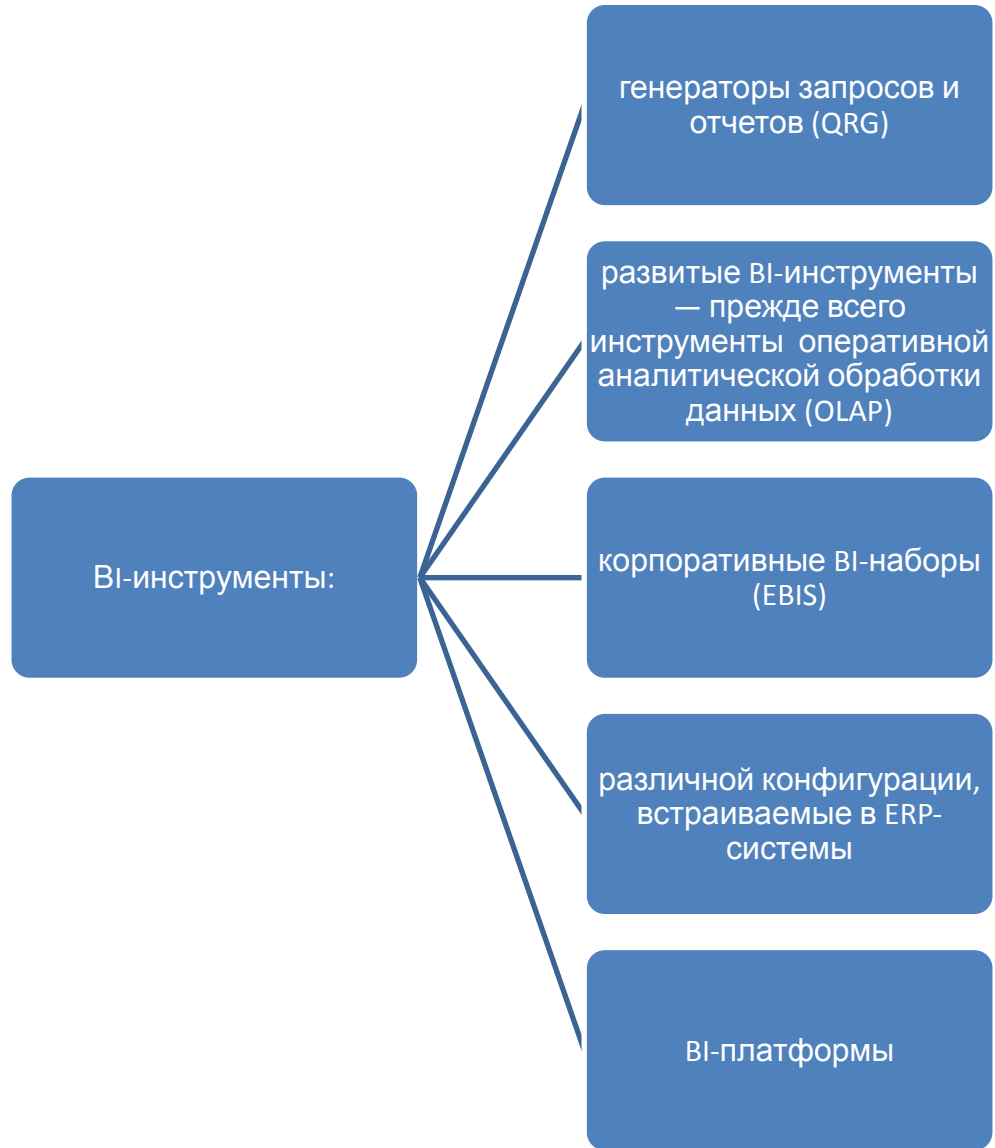 BI-инструменты:
генераторы запросов и
отчетов (QRG)
развитые BI-инструменты
— прежде всего
инструменты оперативной
аналитической обработки
данных (OLAP)
корпоративные BI-наборы
(EBIS)
различной конфигурации,
встраиваемые в ERP-
системы
BI-платформы